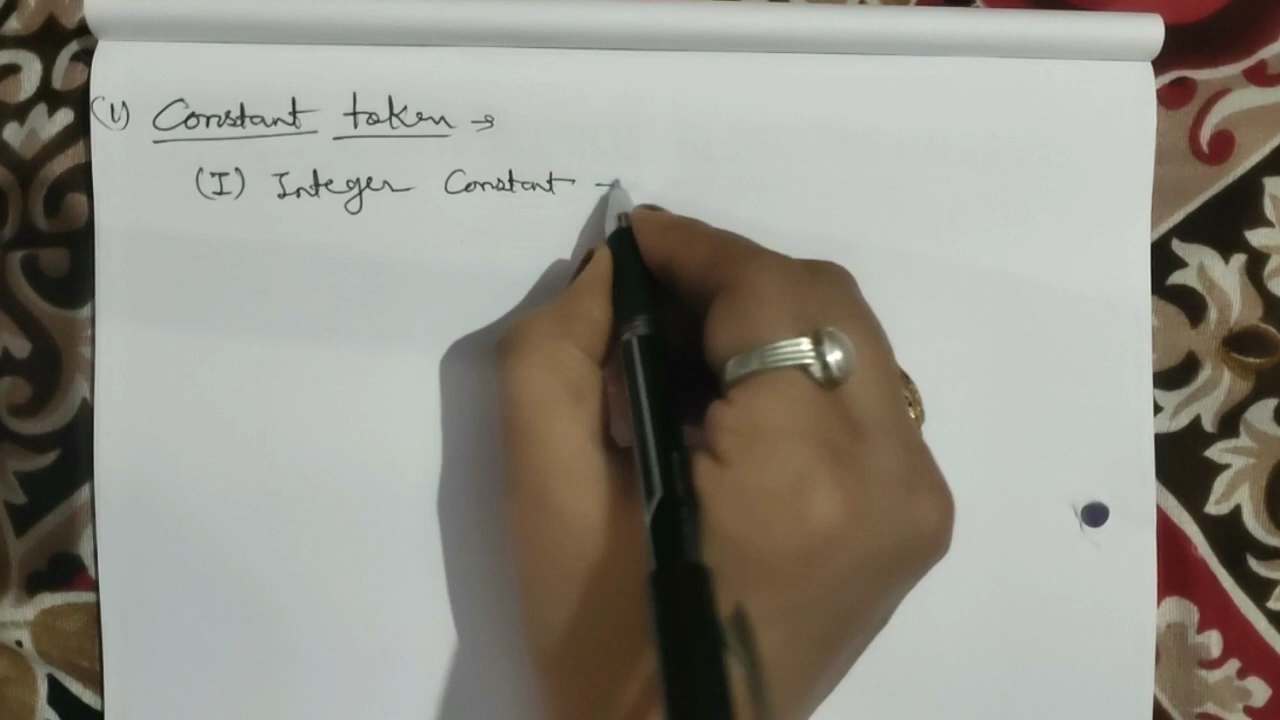 (1) Constant token →
(I) Integer Constant →